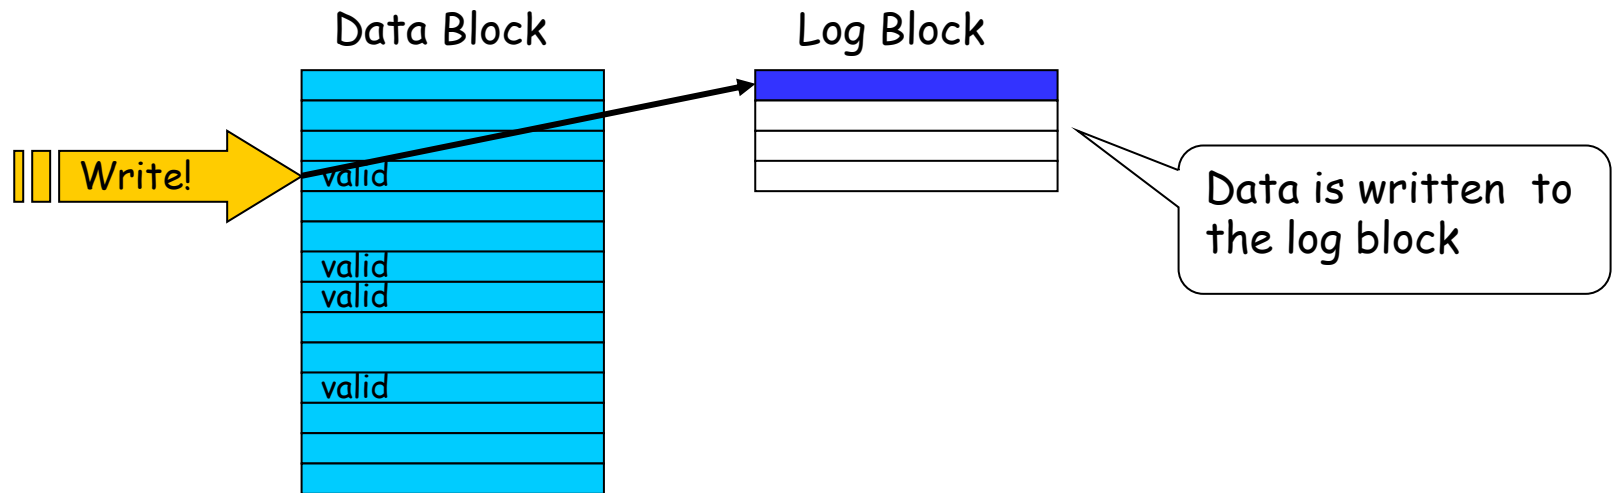 Data Block
Log Block
Write!
valid
Data is written to
the log block
valid
valid
valid